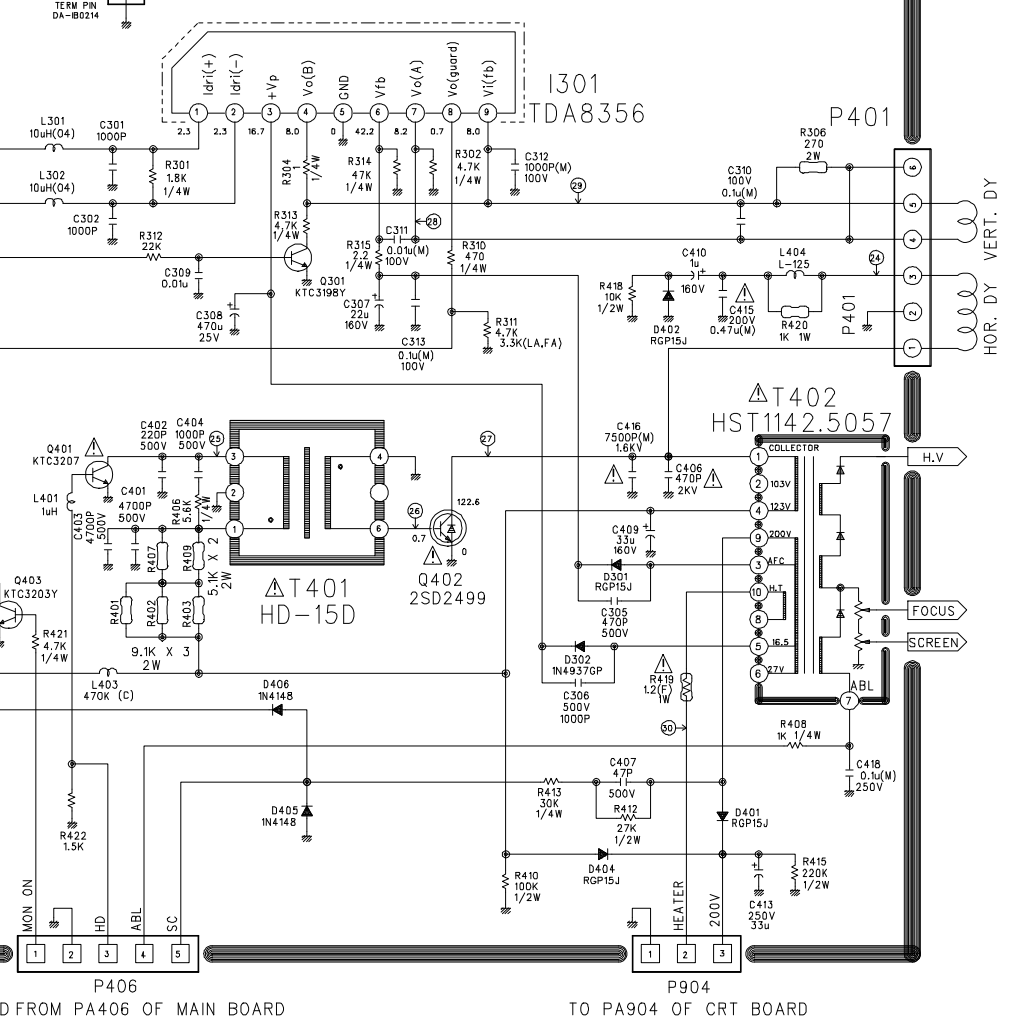 TERM PIN
DA-IB0214
Idri(+)
Idri(-)
+Vp
Vo(B)
GND
Vfb
Vo(A)
Vo(guard)
Vi(fb)
I301
TDA8356
1
2
3
4
5
6
7
8
9
2.3
2.3
16.7
8.0
0
42.2
8.2
0.7
8.0
L301
10uH(04)
C301
1000P
R301
1.8K
1/4W
L302
10uH(04)
C302
1000P
R304
1
1/4W
R314
47K
1/4W
R302
4.7K
1/4W
C312
1000P(M)
100V
29
28
R306
270
2W
P401
C310
100V
0.1u(M)
6
5
4
3
2
1
VERT. DY
HOR. DY
P401
24
R312
22K
C309
0.01u
R313
4.7K
1/4W
Q301
KTC3198Y
R315
2.2
1/4W
C311
0.01u(M)
100V
R310
470
1/4W
C308
470u
25V
C307
22u
160V
C313
0.1u(M)
100V
R311
4.7K
3.3K(LA,FA)
R418
10K
1/2W
D402
RGP15J
C410
1u
160V
C415
200V
0.47u(M)
L404
L-125
R420
1K 1W
Q401
KTC3207
C402
220P
500V
C404
1000P
500V
25
L401
1uH
C403
4700P
500V
C401
4700P
500V
R406
5.6K
1/4W
R407
R409
5.1K X 2
2W
R401
R402
R403
9.1K X 3
2W
3
2
1
4
6
T401
HD-15D
26
0.7
122.6
0
Q402
2SD2499
27
C416
7500P(M)
1.6KV
C406
470P
2KV
T402
HST1142.5057
1
COLLECTOR
2
103V
4
123V
9
200V
3
AFC
10
H.T
8
5
16.5
6
27V
7
ABL
H.V
FOCUS
SCREEN
C409
33u
160V
D301
RGP15J
C305
470P
500V
D302
1N4937GP
C306
500V
1000P
R419
1.2(F)
1W
30
R408
1K 1/4W
C418
0.1u(M)
250V
Q403
KTC3203Y
R421
4.7K
1/4W
L403
470K (C)
D406
1N4148
D405
1N4148
R422
1.5K
R413
30K
1/4W
C407
47P
500V
R412
27K
1/2W
D401
RGP15J
D404
RGP15J
R410
100K
1/2W
C413
250V
33u
R415
220K
1/2W
MON ON
HD
ABL
SC
1
2
3
4
5
P406
D FROM PA406 OF MAIN BOARD
HEATER
200V
1
2
3
P904
TO PA904 OF CRT BOARD